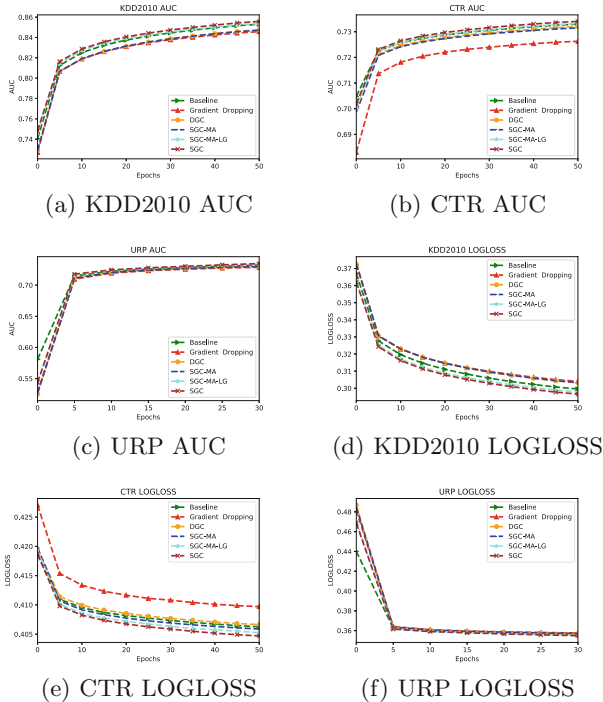 KDD2010 AUC
0.86
0.84
0.82
0.80
0.78
0.76
0.74
AUC
Baseline
Gradient Dropping
DGC
SGC-MA
SGC-MA-LG
SGC
0 10 20 30 40 50
Epochs
(a) KDD2010 AUC
CTR AUC
0.73
0.72
0.71
0.70
0.69
AUC
Baseline
Gradient Dropping
DGC
SGC-MA
SGC-MA-LG
SGC
0 10 20 30 40 50
Epochs
(b) CTR AUC
URP AUC
0.70
0.65
0.60
0.55
AUC
Baseline
Gradient Dropping
DGC
SGC-MA
SGC-MA-LG
SGC
0 5 10 15 20 25 30
Epochs
(c) URP AUC
KDD2010 LOGLOSS
0.37
0.36
0.35
0.34
0.33
0.32
0.31
0.30
LOGLOSS
Baseline
Gradient Dropping
DGC
SGC-MA
SGC-MA-LG
SGC
0 10 20 30 40 50
Epochs
(d) KDD2010 LOGLOSS
CTR LOGLOSS
0.425
0.420
0.415
0.410
0.405
LOGLOSS
Baseline
Gradient Dropping
DGC
SGC-MA
SGC-MA-LG
SGC
0 10 20 30 40 50
Epochs
(e) CTR LOGLOSS
URP LOGLOSS
0.48
0.46
0.44
0.42
0.40
0.38
0.36
LOGLOSS
Baseline
Gradient Dropping
DGC
SGC-MA
SGC-MA-LG
SGC
0 5 10 15 20 25 30
Epochs
(f) URP LOGLOSS